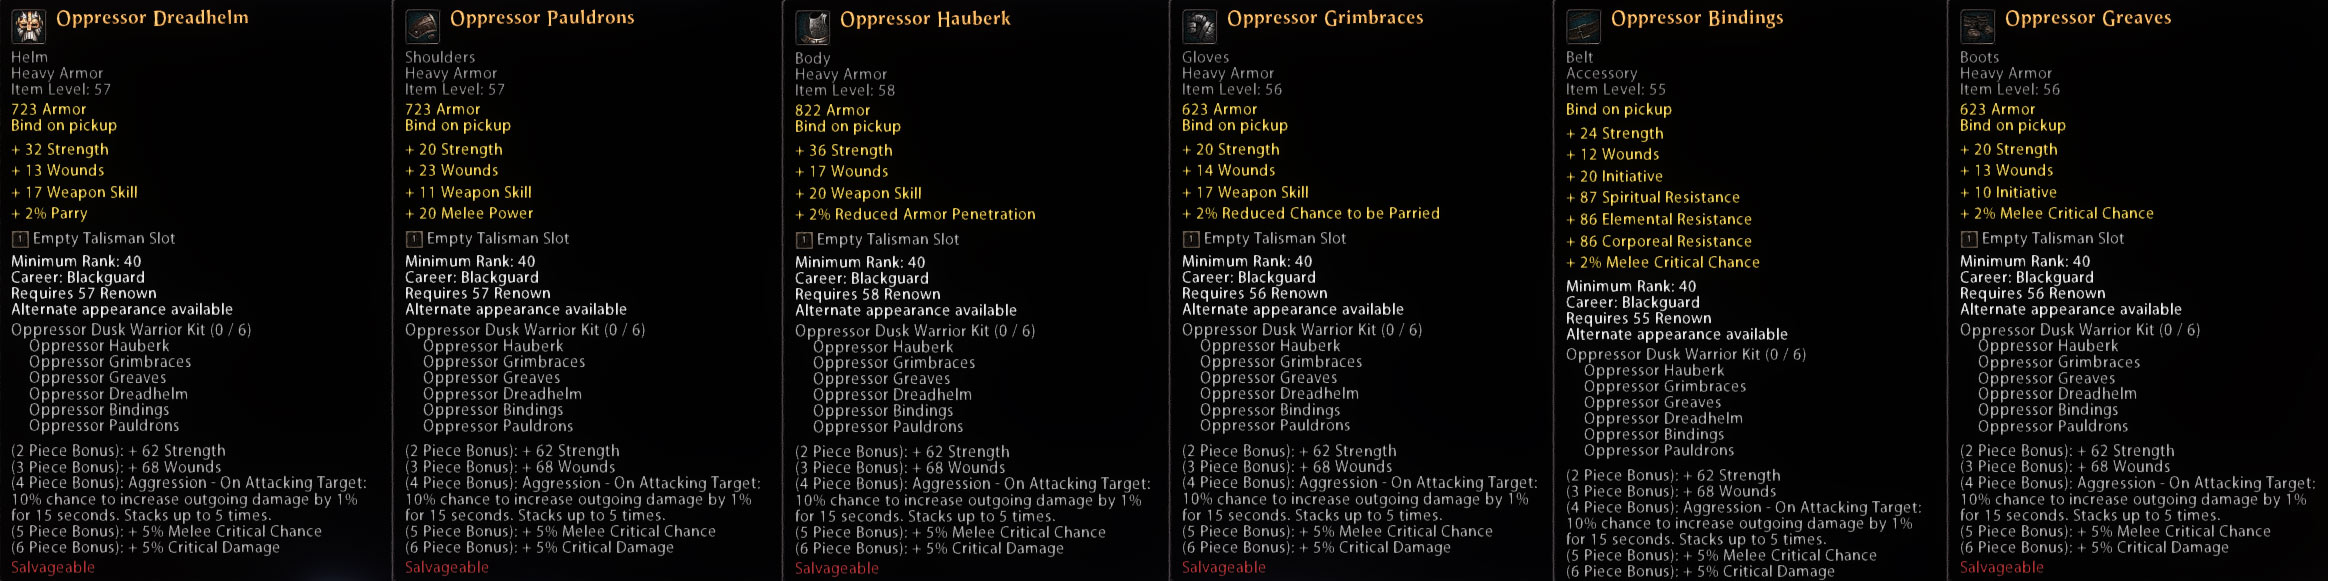 Oppressor Dreadhelm
Helm
Heavy Armor
Item Level: 57
723 Armor
Bind on pickup
+ 32 Strength
+ 13 Wounds
+ 17 Weapon Skill
+ 2% Parry
1 Empty Talisman Slot
Minimum Rank: 40
Career: Blackguard
Requires 57 Renown
Alternate appearance available
Oppressor Dusk Warrior Kit (0 / 6)
Oppressor Hauberk
Oppressor Grimbraces
Oppressor Greaves
Oppressor Dreadhelm
Oppressor Bindings
Oppressor Pauldrons
(2 Piece Bonus): + 62 Strength
(3 Piece Bonus): + 68 Wounds
(4 Piece Bonus): Aggression - On Attacking Target:
10% chance to increase outgoing damage by 1%
for 15 seconds. Stacks up to 5 times.
(5 Piece Bonus): + 5% Melee Critical Chance
(6 Piece Bonus): + 5% Critical Damage
Salvageable
Oppressor Pauldrons
Shoulders
Heavy Armor
Item Level: 57
723 Armor
Bind on pickup
+ 20 Strength
+ 23 Wounds
+ 11 Weapon Skill
+ 20 Melee Power
1 Empty Talisman Slot
Minimum Rank: 40
Career: Blackguard
Requires 57 Renown
Alternate appearance available
Oppressor Dusk Warrior Kit (0 / 6)
Oppressor Hauberk
Oppressor Grimbraces
Oppressor Greaves
Oppressor Dreadhelm
Oppressor Bindings
Oppressor Pauldrons
(2 Piece Bonus): + 62 Strength
(3 Piece Bonus): + 68 Wounds
(4 Piece Bonus): Aggression - On Attacking Target:
10% chance to increase outgoing damage by 1%
for 15 seconds. Stacks up to 5 times.
(5 Piece Bonus): + 5% Melee Critical Chance
(6 Piece Bonus): + 5% Critical Damage
Salvageable
Oppressor Hauberk
Body
Heavy Armor
Item Level: 58
822 Armor
Bind on pickup
+ 36 Strength
+ 17 Wounds
+ 20 Weapon Skill
+ 2% Reduced Armor Penetration
1 Empty Talisman Slot
Minimum Rank: 40
Career: Blackguard
Requires 58 Renown
Alternate appearance available
Oppressor Dusk Warrior Kit (0 / 6)
Oppressor Hauberk
Oppressor Grimbraces
Oppressor Greaves
Oppressor Dreadhelm
Oppressor Bindings
Oppressor Pauldrons
(2 Piece Bonus): + 62 Strength
(3 Piece Bonus): + 68 Wounds
(4 Piece Bonus): Aggression - On Attacking Target:
10% chance to increase outgoing damage by 1%
for 15 seconds. Stacks up to 5 times.
(5 Piece Bonus): + 5% Melee Critical Chance
(6 Piece Bonus): + 5% Critical Damage
Salvageable
Oppressor Grimbraces
Gloves
Heavy Armor
Item Level: 56
623 Armor
Bind on pickup
+ 20 Strength
+ 14 Wounds
+ 17 Weapon Skill
+ 2% Reduced Chance to be Parried
1 Empty Talisman Slot
Minimum Rank: 40
Career: Blackguard
Requires 56 Renown
Alternate appearance available
Oppressor Dusk Warrior Kit (0 / 6)
Oppressor Hauberk
Oppressor Grimbraces
Oppressor Greaves
Oppressor Dreadhelm
Oppressor Bindings
Oppressor Pauldrons
(2 Piece Bonus): + 62 Strength
(3 Piece Bonus): + 68 Wounds
(4 Piece Bonus): Aggression - On Attacking Target:
10% chance to increase outgoing damage by 1%
for 15 seconds. Stacks up to 5 times.
(5 Piece Bonus): + 5% Melee Critical Chance
(6 Piece Bonus): + 5% Critical Damage
Salvageable
Oppressor Bindings
Belt
Accessory
Item Level: 55
Bind on pickup
+ 24 Strength
+ 12 Wounds
+ 20 Initiative
+ 87 Spiritual Resistance
+ 86 Elemental Resistance
+ 86 Corporeal Resistance
+ 2% Melee Critical Chance
Minimum Rank: 40
Career: Blackguard
Requires 55 Renown
Alternate appearance available
Oppressor Dusk Warrior Kit (0 / 6)
Oppressor Hauberk
Oppressor Grimbraces
Oppressor Greaves
Oppressor Dreadhelm
Oppressor Bindings
Oppressor Pauldrons
(2 Piece Bonus): + 62 Strength
(3 Piece Bonus): + 68 Wounds
(4 Piece Bonus): Aggression - On Attacking Target:
10% chance to increase outgoing damage by 1%
for 15 seconds. Stacks up to 5 times.
(5 Piece Bonus): + 5% Melee Critical Chance
(6 Piece Bonus): + 5% Critical Damage
Oppressor Greaves
Boots
Heavy Armor
Item Level: 56
623 Armor
Bind on pickup
+ 20 Strength
+ 13 Wounds
+ 10 Initiative
+ 2% Melee Critical Chance
1 Empty Talisman Slot
Minimum Rank: 40
Career: Blackguard
Requires 56 Renown
Alternate appearance available
Oppressor Dusk Warrior Kit (0 / 6)
Oppressor Hauberk
Oppressor Grimbraces
Oppressor Greaves
Oppressor Dreadhelm
Oppressor Bindings
Oppressor Pauldrons
(2 Piece Bonus): + 62 Strength
(3 Piece Bonus): + 68 Wounds
(4 Piece Bonus): Aggression - On Attacking Target:
10% chance to increase outgoing damage by 1%
for 15 seconds. Stacks up to 5 times.
(5 Piece Bonus): + 5% Melee Critical Chance
(6 Piece Bonus): + 5% Critical Damage
Salvageable